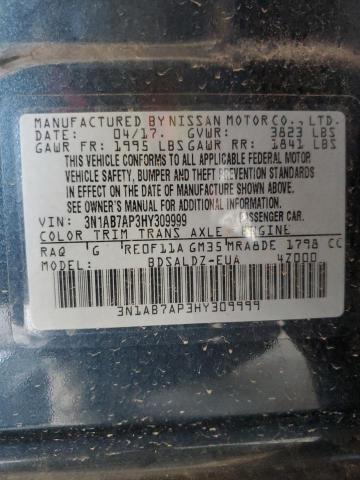 MANUFACTURED BY NISSAN MOTOR CO., LTD.
DATE: 04/17. GVWR: 3823 LBS
GAWR FR: 1995 LBS GAWR RR: 1841 LBS
THIS VEHICLE CONFORMS TO ALL APPLICABLE FEDERAL MOTOR
VEHICLE SAFETY, BUMPER AND THEFT PREVENTION STANDARDS
IN EFFECT ON THE DATE OF MANUFACTURE SHOWN ABOVE.
SEE OWNER'S MANUAL FOR ADDITIONAL INFORMATION.
VIN: 3N1AB7AP3HY309999 PASSENGER CAR.
COLOR TRIM TRANS AXLE ENGINE
RAQ G RE0F11A GM35 MRA8DE 1798 CC
MODEL: BDSALDZ-EUA 4Z000
3N1AB7AP3HY309999